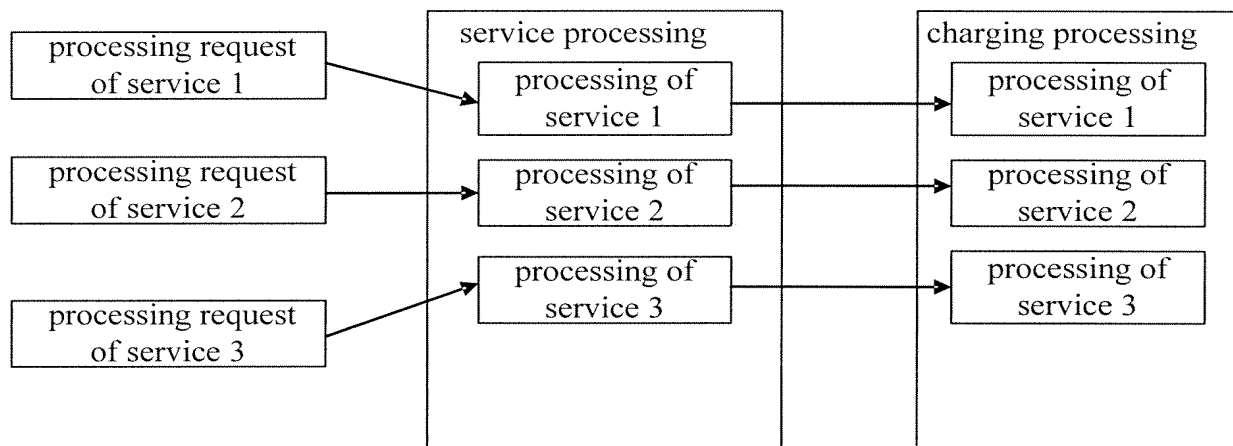 processing request
of service 1
processing request
of service 2
processing request
of service 3
service processing
processing of
service 1
processing of
service 2
processing of
service 3
charging processing
processing of
service 1
processing of
service 2
processing of
service 3